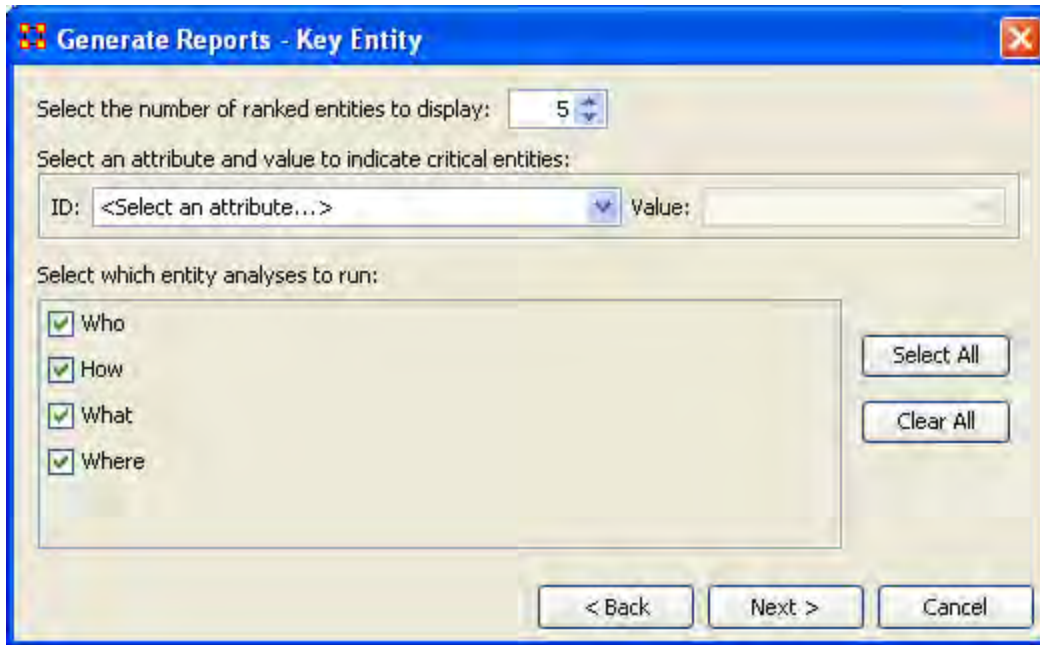 Generate Reports - Key Entity
Select the number of ranked entities to display: 5
Select an attribute and value to indicate critical entities:
ID: <Select an attribute...> Value:
Select which entity analyses to run:
Who
How
What
Where
Select All
Clear All
< Back Next > Cancel